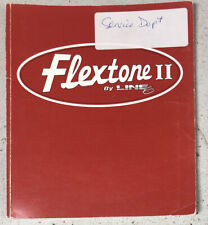 Service Dept
Flextone II
By LINE 6